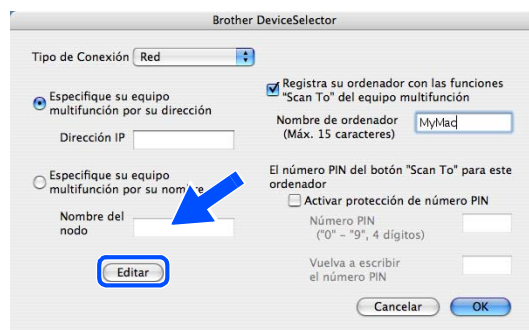 Brother DeviceSelector
Tipo de Conexión Red
Especifique su equipo
multifunción por su dirección
Dirección IP
Especifique su equipo
multifunción por su nombre
Nombre del
nodo
Editar
Registra su ordenador con las funciones
"Scan To" del equipo multifunción
Nombre de ordenador
(Máx. 15 caracteres)
MyMac
El número PIN del botón "Scan To" para este
ordenador
Activar protección de número PIN
Número PIN
("0" – "9", 4 dígitos)
Vuelva a escribir
el número PIN
Cancelar
OK